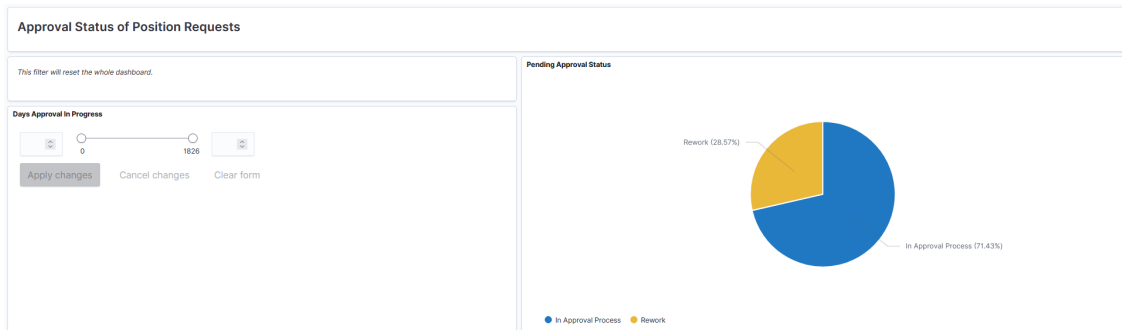 Approval Status of Position Requests
This filter will reset the whole dashboard.
Days Approval In Progress
0
1826
Apply changes
Cancel changes
Clear form
Pending Approval Status
Rework (28.57%)
In Approval Process (71.43%)
In Approval Process
Rework